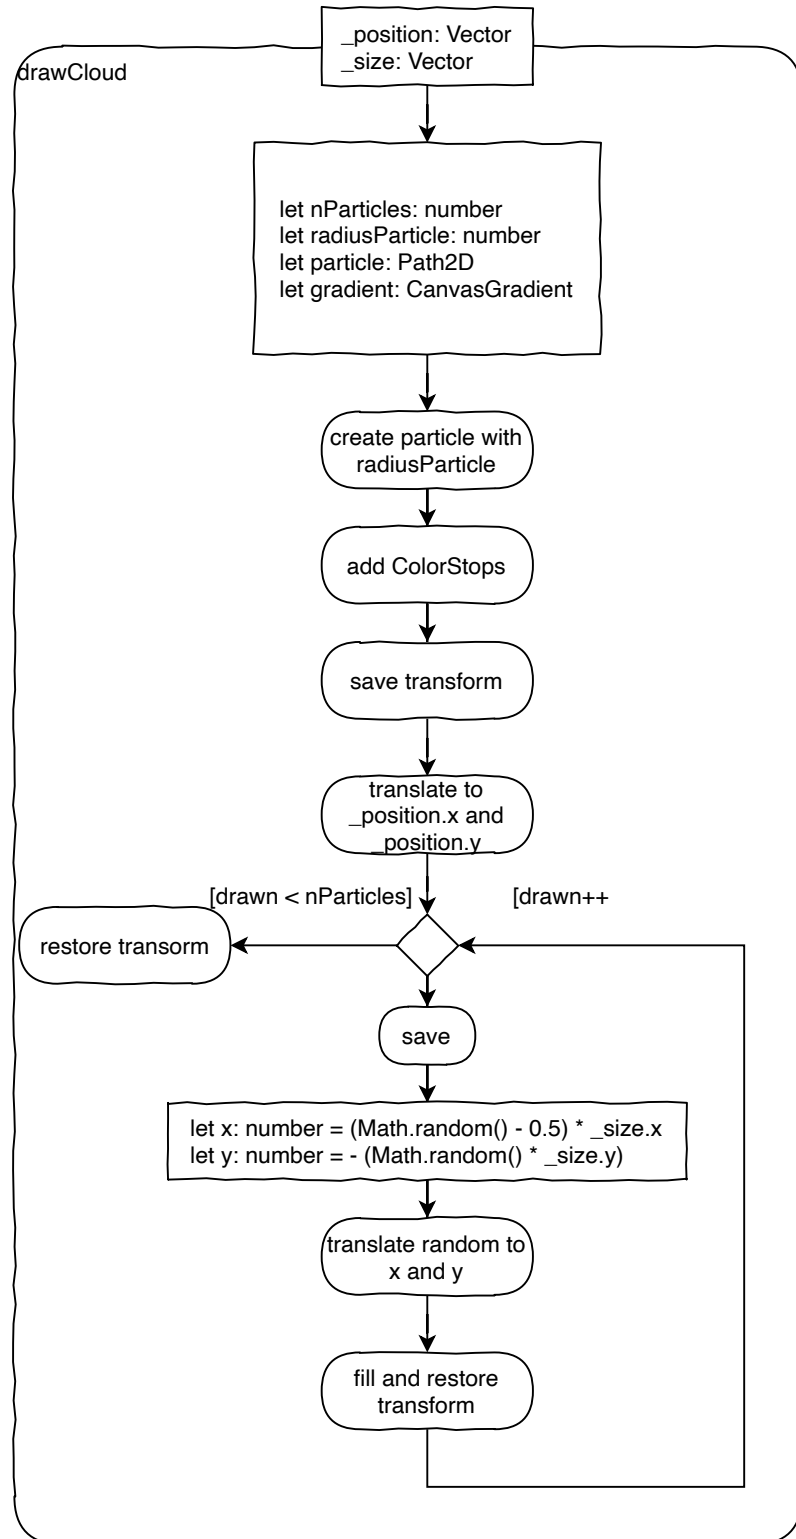 _position: Vector
_size: Vector
drawCloud
let nParticles: number
let radiusParticle: number
let particle: Path2D
let gradient: CanvasGradient
create particle with
radiusParticle
add ColorStops
save transform
translate to
_position.x and
_position.y
[drawn < nParticles]
[drawn++
restore transorm
save
let x: number = (Math.random() - 0.5) * _size.x
let y: number = - (Math.random() * _size.y)
translate random to
x and y
fill and restore
transform